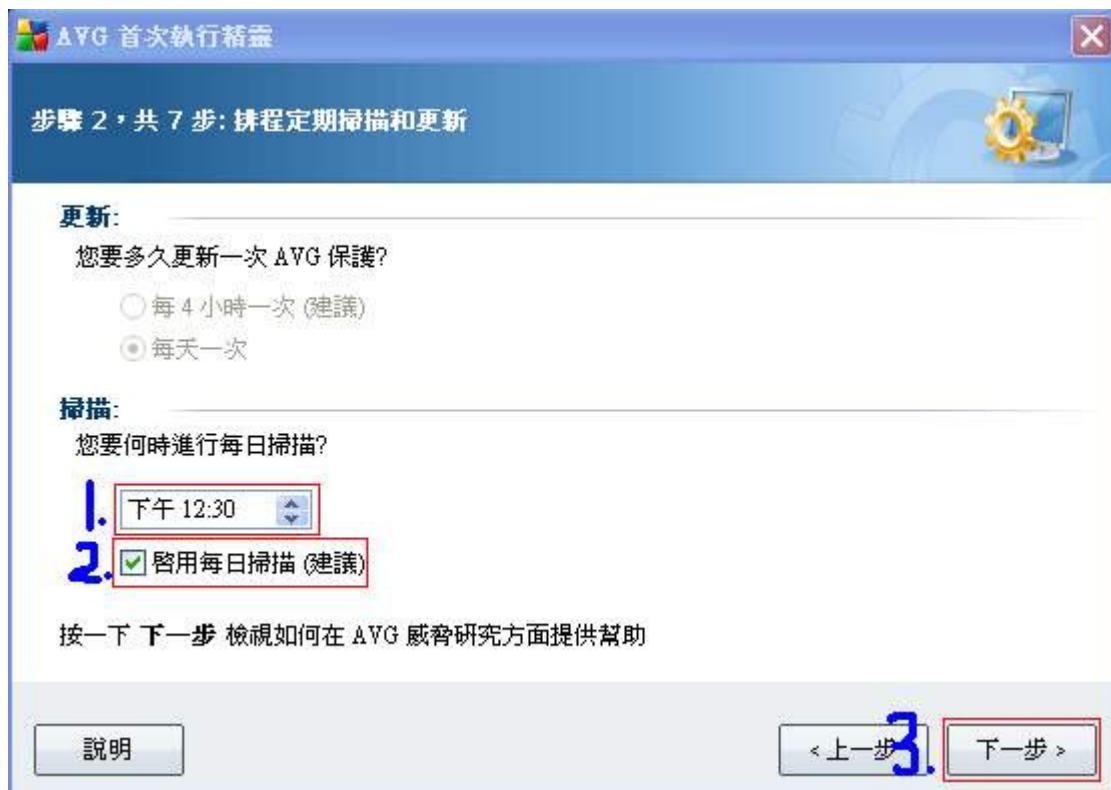 AVG 首次執行精靈
步驟 2，共 7 步: 排程定期掃描和更新
更新:
您要多久更新一次 AVG 保護?
每 4 小時一次 (建議)
每天一次
掃描:
您要何時進行每日掃描?
1. 下午 12:30
2. 啓用每日掃描 (建議)
按一下 下一步 檢視如何在 AVG 威脅研究方面提供幫助
說明 <上一步 3. 下一步 >